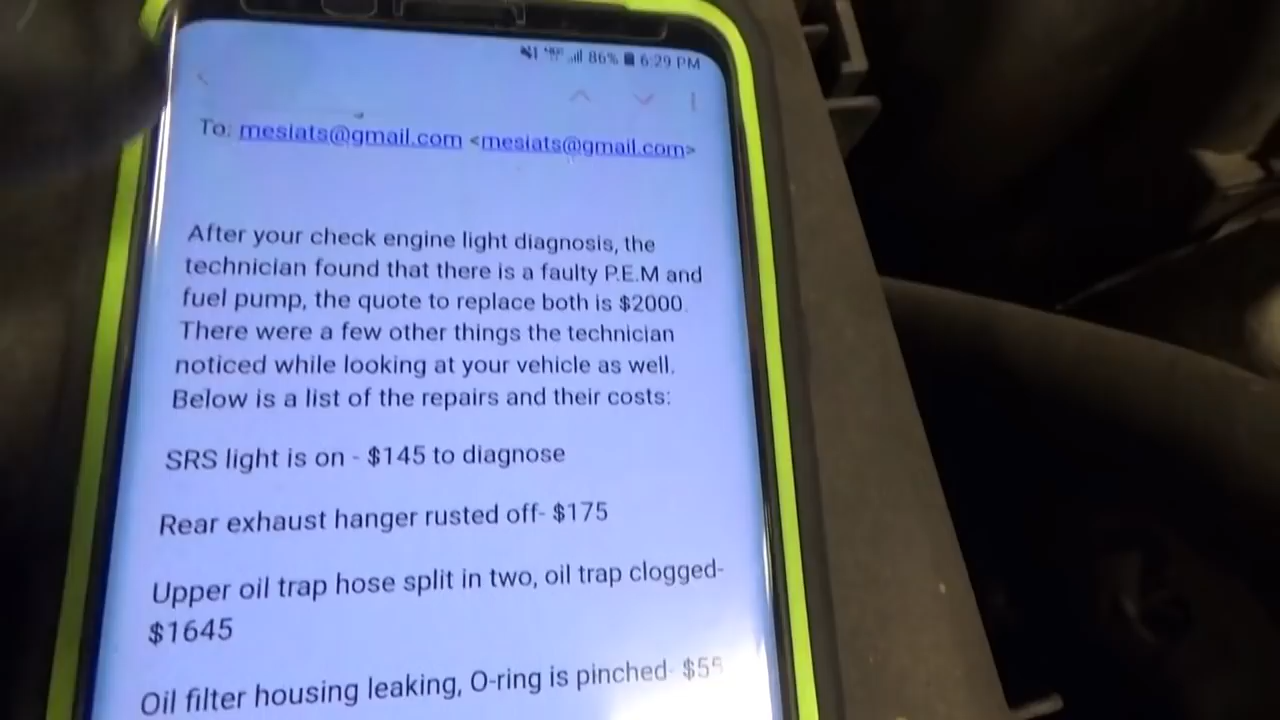 86% 6:29 PM
To: mesiats@gmail.com <mesiats@gmail.com>
After your check engine light diagnosis, the
technician found that there is a faulty P.E.M and
fuel pump, the quote to replace both is $2000.
There were a few other things the technician
noticed while looking at your vehicle as well.
Below is a list of the repairs and their costs:
SRS light is on - $145 to diagnose
Rear exhaust hanger rusted off- $175
Upper oil trap hose split in two, oil trap clogged-
$1645
Oil filter housing leaking, O-ring is pinched-